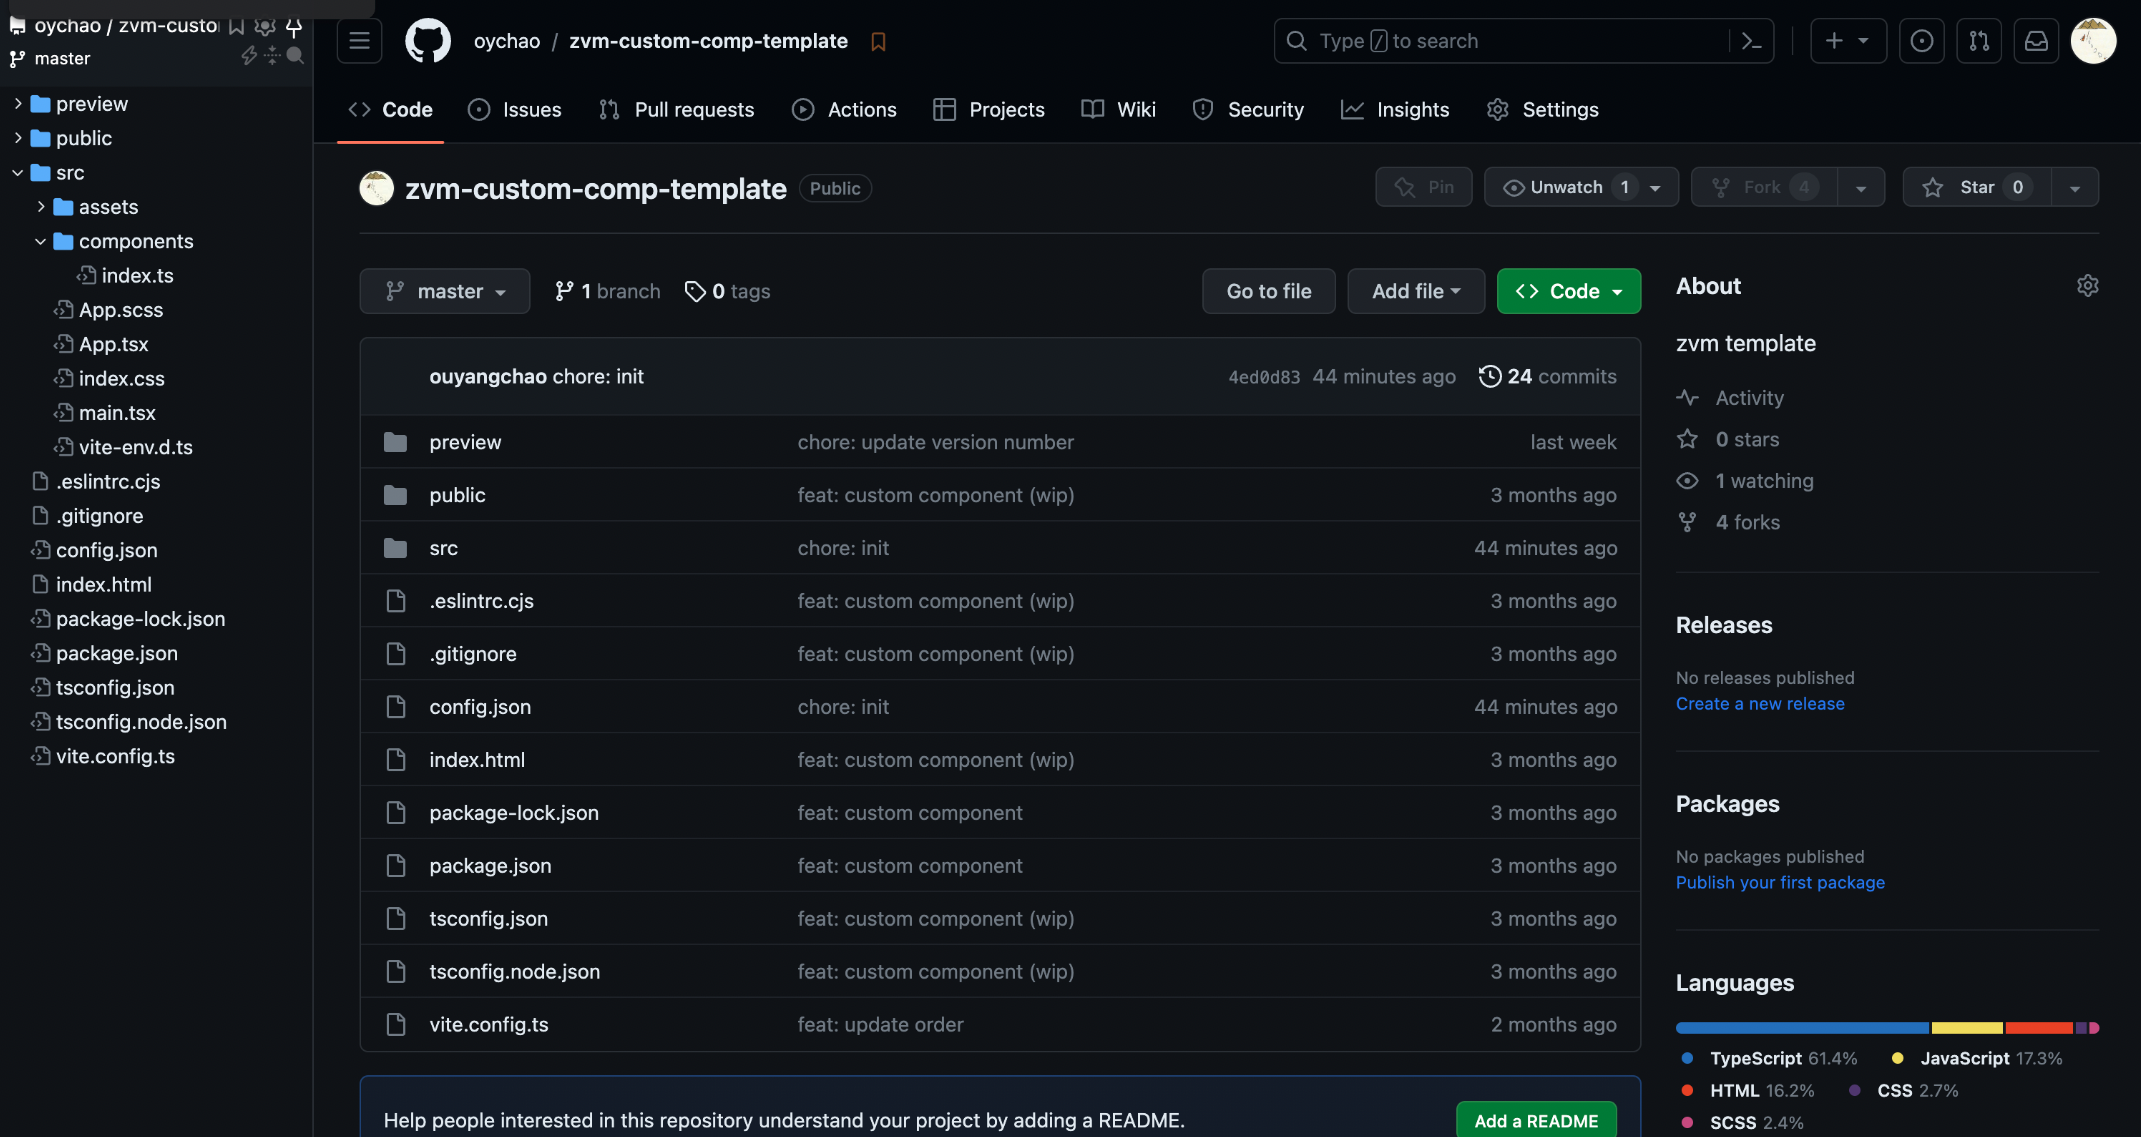 oychao / zvm-custo
master
preview
public
src
assets
components
index.ts
App.scss
App.tsx
index.css
main.tsx
vite-env.d.ts
.eslintrc.cjs
.gitignore
config.json
index.html
package-lock.json
package.json
tsconfig.json
tsconfig.node.json
vite.config.ts
oychao / zvm-custom-comp-template
Type / to search
Code Issues Pull requests Actions Projects Wiki Security Insights Settings
zvm-custom-comp-template Public
Pin Unwatch 1 Fork 4 Star 0
master 1 branch 0 tags Go to file Add file Code
ouyangchao chore: init 4ed0d83 44 minutes ago 24 commits
preview chore: update version number last week
public feat: custom component (wip) 3 months ago
src chore: init 44 minutes ago
.eslintrc.cjs feat: custom component (wip) 3 months ago
.gitignore feat: custom component (wip) 3 months ago
config.json chore: init 44 minutes ago
index.html feat: custom component (wip) 3 months ago
package-lock.json feat: custom component 3 months ago
package.json feat: custom component 3 months ago
tsconfig.json feat: custom component (wip) 3 months ago
tsconfig.node.json feat: custom component (wip) 3 months ago
vite.config.ts feat: update order 2 months ago
Help people interested in this repository understand your project by adding a README. Add a README
About
zvm template
Activity
0 stars
1 watching
4 forks
Releases
No releases published
Create a new release
Packages
No packages published
Publish your first package
Languages
TypeScript 61.4% JavaScript 17.3%
HTML 16.2% CSS 2.7%
SCSS 2.4%